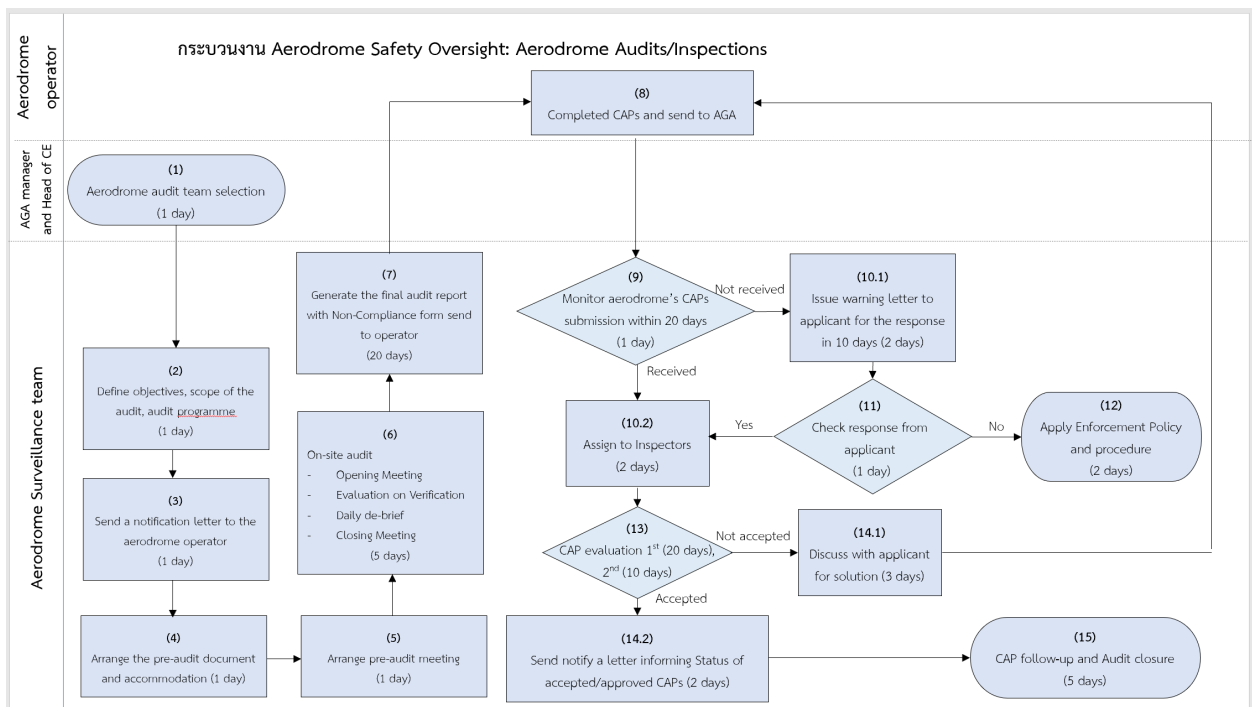 กระบวนงาน Aerodrome Safety Oversight: Aerodrome Audits/Inspections
Aerodrome
operator
(8)
Completed CAPs and send to AGA
AGA manager
and Head of CE
(1)
Aerodrome audit team selection
(1 day)
Aerodrome Surveillance team
(2)
Define objectives, scope of the
audit, audit programme
(1 day)
(3)
Send a notification letter to the
aerodrome operator
(1 day)
(4)
Arrange the pre-audit document
and accommodation (1 day)
(5)
Arrange pre-audit meeting
(1 day)
(6)
On-site audit
- Opening Meeting
- Evaluation on Verification
- Daily de-brief
- Closing Meeting
(5 days)
(7)
Generate the final audit report
with Non-Compliance form send
to operator
(20 days)
(9)
Monitor aerodrome's CAPs
submission within 20 days
(1 day)
Not received
Received
(10.1)
Issue warning letter to
applicant for the response
in 10 days (2 days)
(10.2)
Assign to Inspectors
(2 days)
Yes
(11)
Check response from
applicant
(1 day)
No
(12)
Apply Enforcement Policy
and procedure
(2 days)
(13)
CAP evaluation 1st (20 days),
2nd (10 days)
Not accepted
Accepted
(14.1)
Discuss with applicant
for solution (3 days)
(14.2)
Send notify a letter informing Status of
accepted/approved CAPs (2 days)
(15)
CAP follow-up and Audit closure
(5 days)